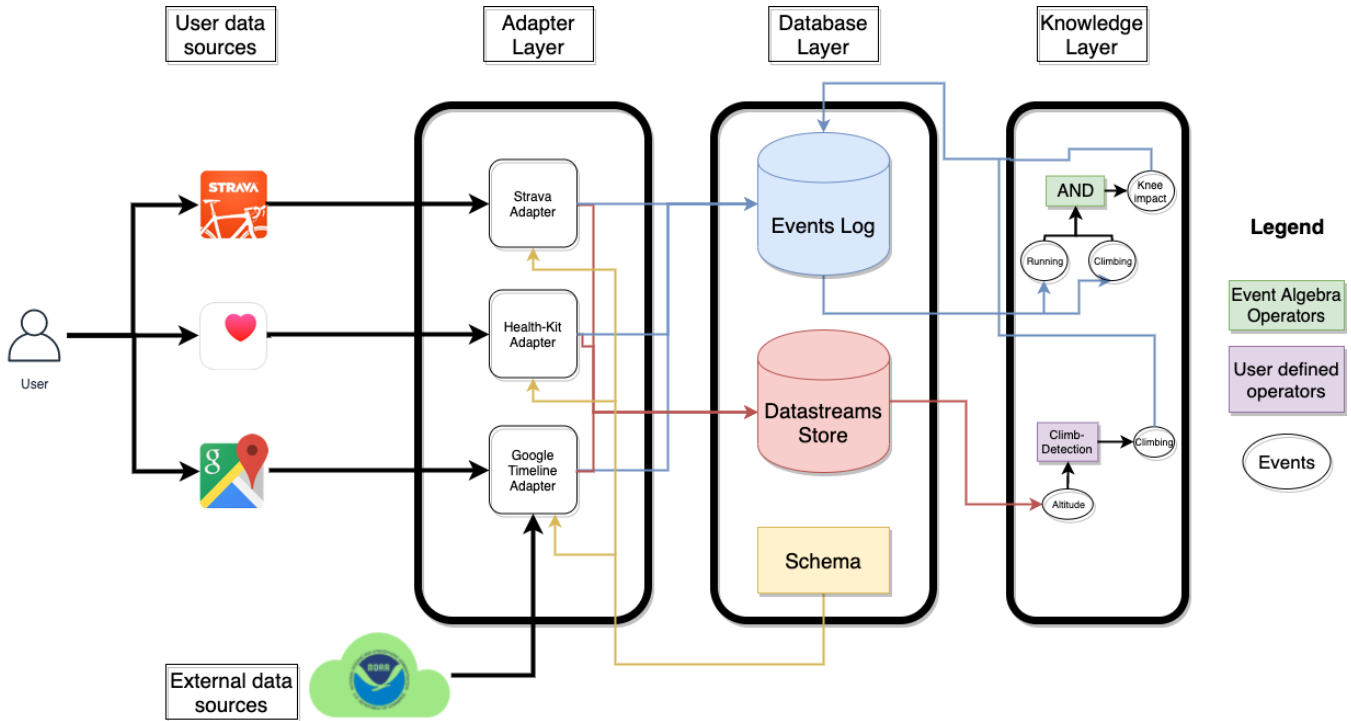 User data
sources
Adapter
Layer
Database
Layer
Knowledge
Layer
STRAVA
Strava
Adapter
Events Log
AND
Knee
impact
Running
Climbing
Legend
Event Algebra
Operators
User
Health-Kit
Adapter
Datastreams
Store
User defined
operators
g
Google
Timeline
Adapter
Climb-
Detection
Climbing
Altitude
Events
Schema
External data
sources
NOAA